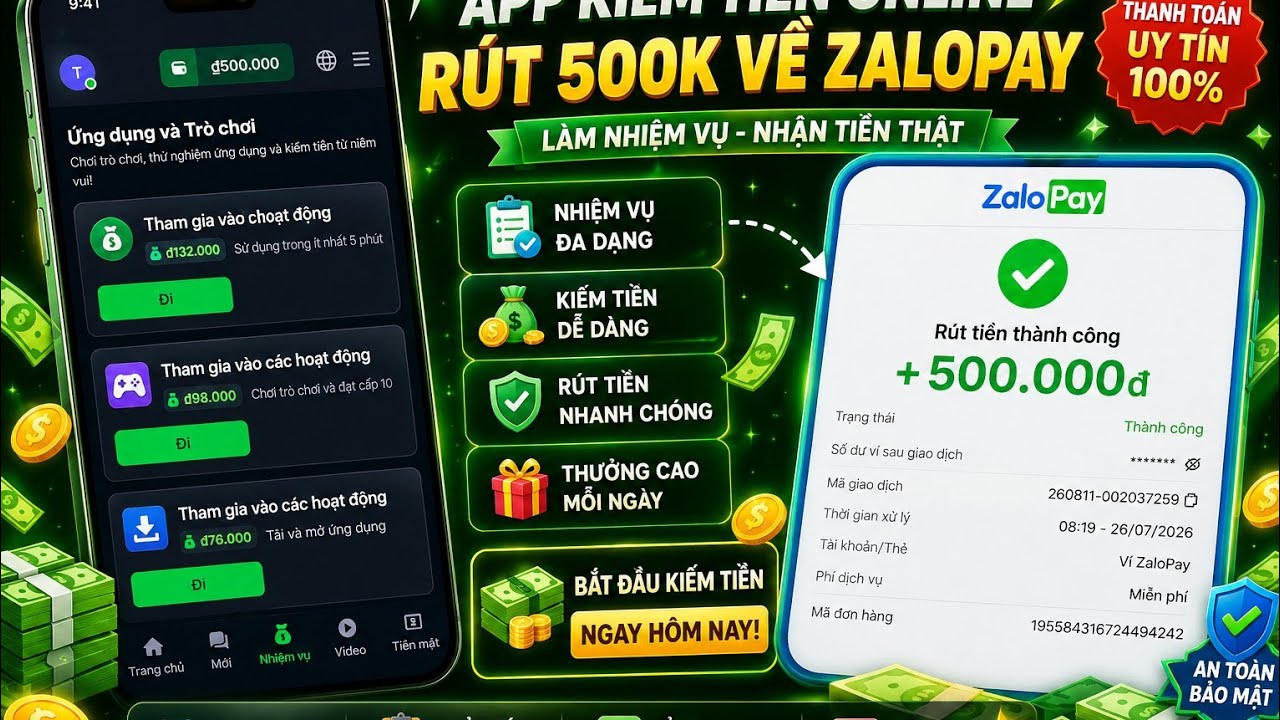 9:41
T
₫500.000
Ứng dụng và Trò chơi
Chơi trò chơi, thử nghiệm ứng dụng và kiếm tiền từ niềm
vui!
Tham gia vào choạt động
đ132.000 Sử dụng trong ít nhất 5 phút
Đi
Tham gia vào các hoạt động
đ98.000 Chơi trò chơi và đạt cấp 10
Đi
Tham gia vào các hoạt động
đ76.000 Tải và mở ứng dụng
Đi
Trang chủ
Mới
Nhiệm vụ
Video
Tiền mặt
APP KIẾM TIỀN ONLINE
RÚT 500K VỀ ZALOPAY
LÀM NHIỆM VỤ - NHẬN TIỀN THẬT
THANH TOÁN
UY TÍN
100%
NHIỆM VỤ
ĐA DẠNG
KIẾM TIỀN
DỄ DÀNG
RÚT TIỀN
NHANH CHÓNG
THƯỞNG CAO
MỖI NGÀY
BẮT ĐẦU KIẾM TIỀN
NGAY HÔM NAY!
ZaloPay
Rút tiền thành công
+500.000đ
Trạng thái Thành công
Số dư ví sau giao dịch *******
Mã giao dịch 260811-002037259
Thời gian xử lý 08:19 - 26/07/2026
Tài khoản/Thẻ Ví ZaloPay
Phí dịch vụ Miễn phí
Mã đơn hàng 195584316724494242
AN TOÀN
BẢO MẬT